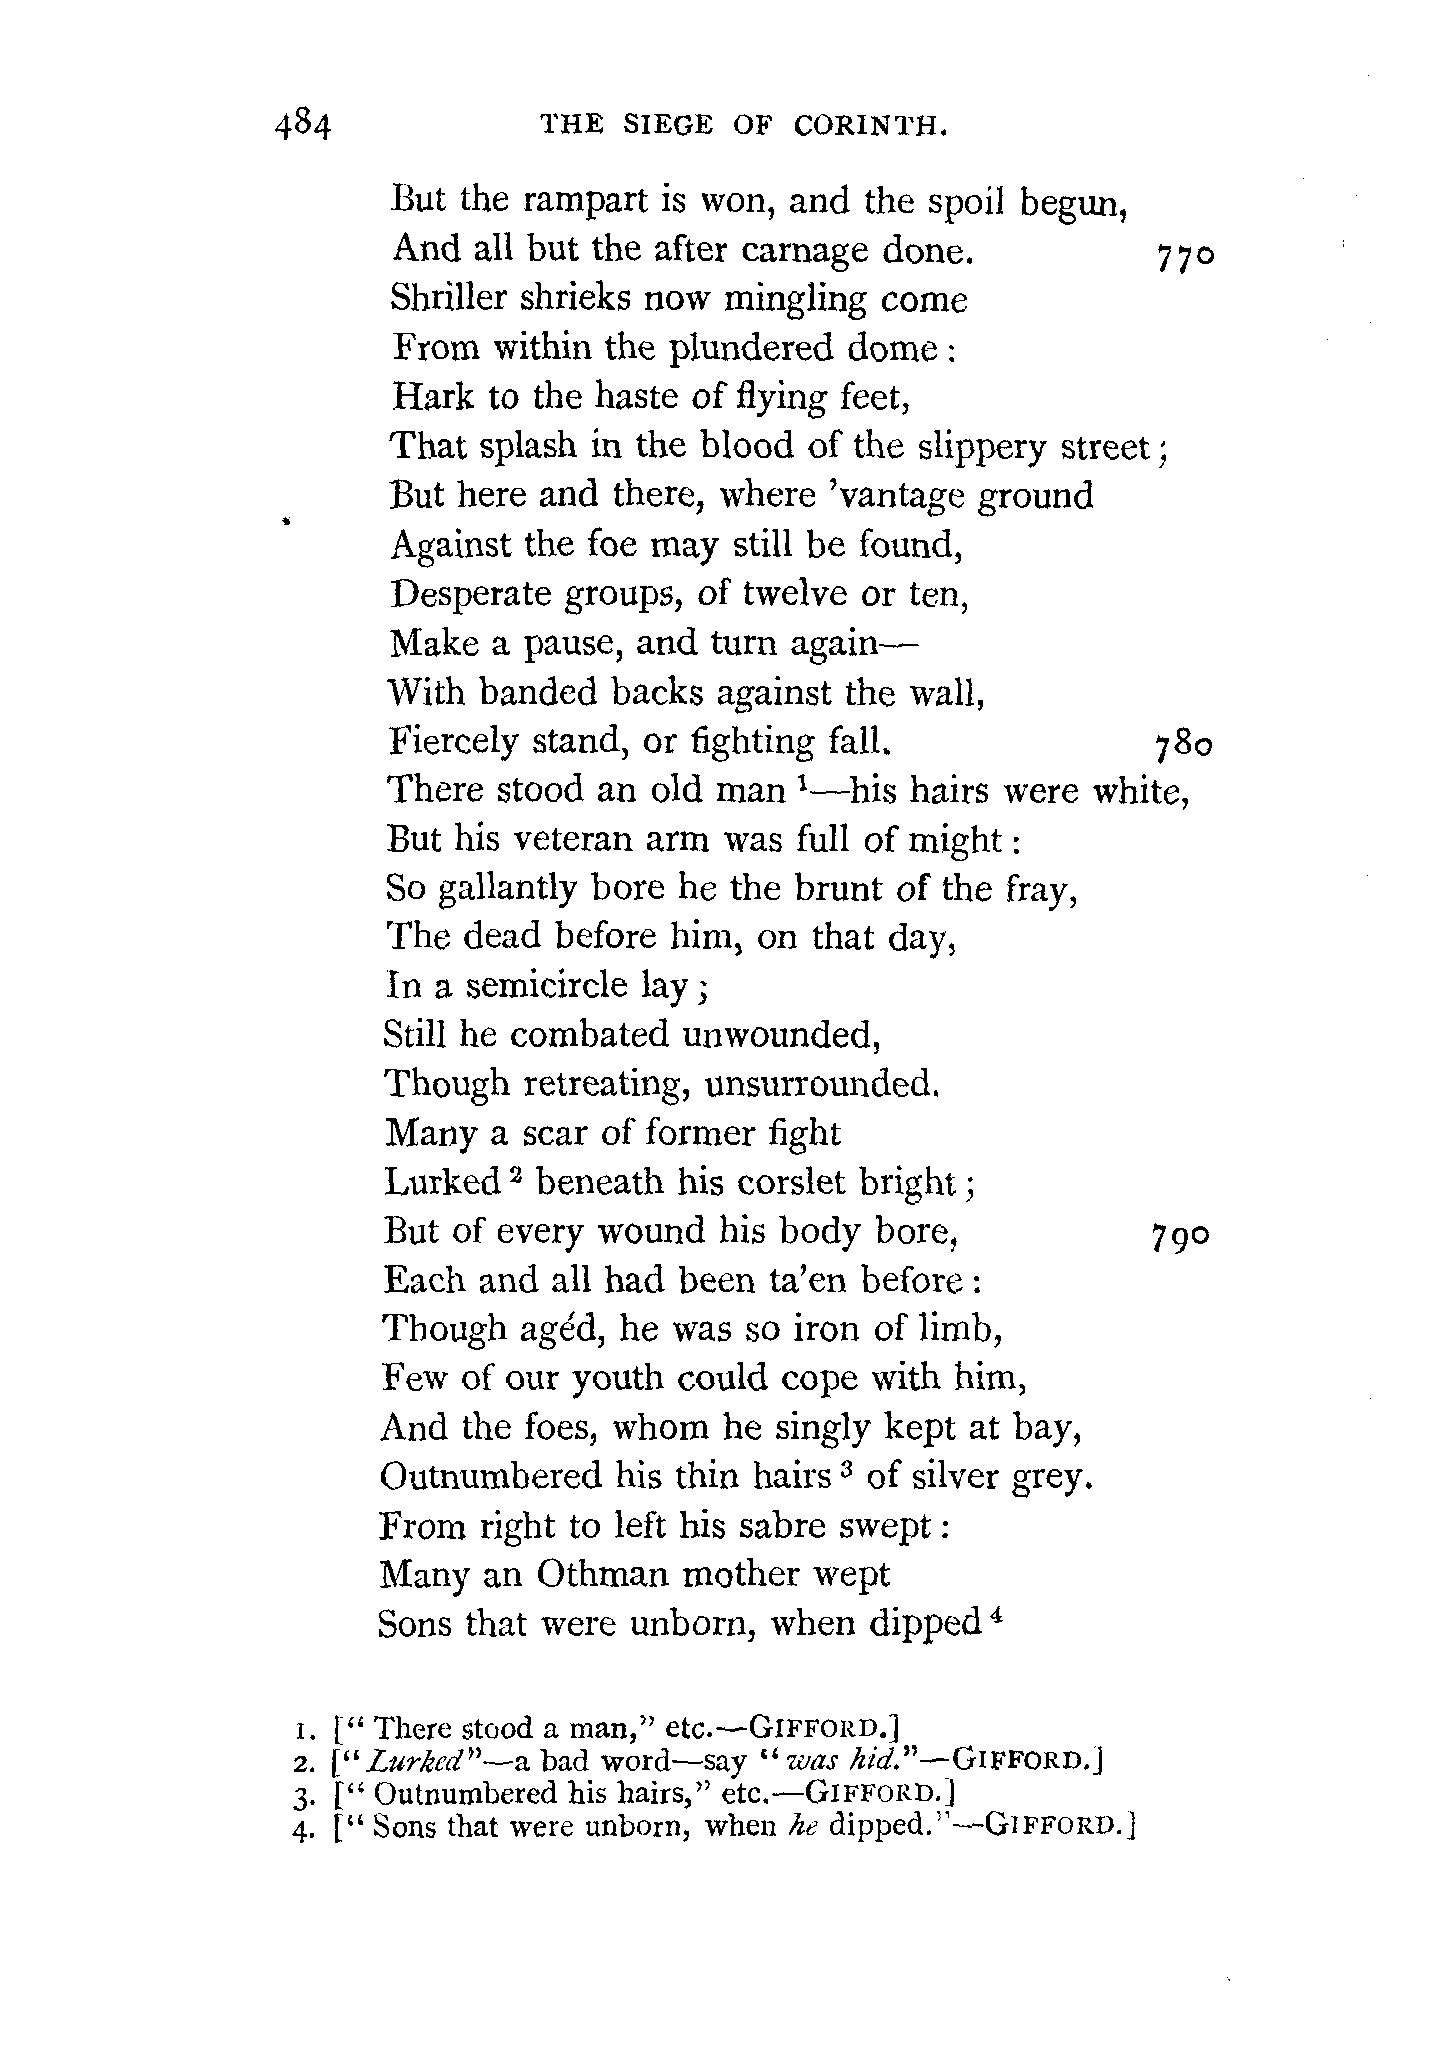 484 THE SIEGE OF CORINTH.
But the rampart is won, and the spoil begun,
And all but the after carnage done. 770
Shriller shrieks now mingling come
From within the plundered dome :
Hark to the haste of flying feet,
That splash in the blood of the slippery street ;
But here and there, where 'vantage ground
Against the foe may still be found,
Desperate groups, of twelve or ten,
Make a pause, and turn again—
With banded backs against the wall,
Fiercely stand, or fighting fall. 780
There stood an old man ¹—his hairs were white,
But his veteran arm was full of might :
So gallantly bore he the brunt of the fray,
The dead before him, on that day,
In a semicircle lay ;
Still he combated unwounded,
Though retreating, unsurrounded.
Many a scar of former fight
Lurked ² beneath his corslet bright ;
But of every wound his body bore, 790
Each and all had been ta'en before :
Though agéd, he was so iron of limb,
Few of our youth could cope with him,
And the foes, whom he singly kept at bay,
Outnumbered his thin hairs ³ of silver grey.
From right to left his sabre swept :
Many an Othman mother wept
Sons that were unborn, when dipped ⁴
1. [“ There stood a man,” etc.—GIFFORD.]
2. [“ Lurked”—a bad word—say “ was hid.”—GIFFORD.]
3. [“ Outnumbered his hairs,” etc.—GIFFORD.]
4. [“ Sons that were unborn, when he dipped.”—GIFFORD.]